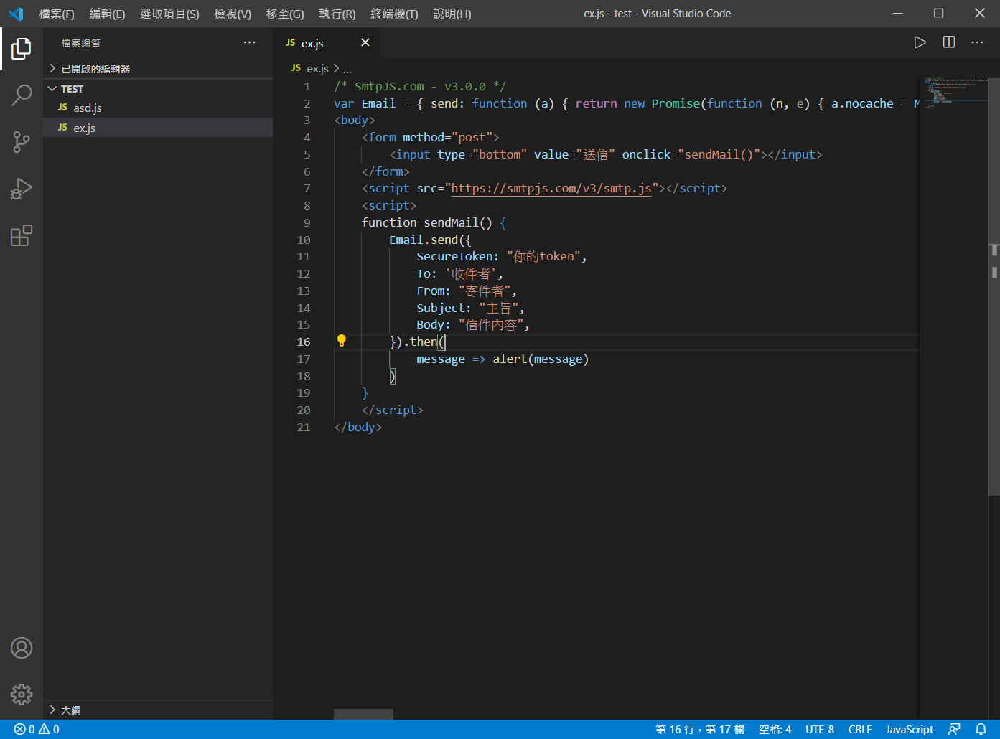 檔案(F) 編輯(E) 選取項目(S) 檢視(V) 移至(G) 執行(R) 終端機(T) 說明(H) ex.js - test - Visual Studio Code
檔案總管 ···
已開啟的編輯器
TEST
JS asd.js
JS ex.js
大綱
JS ex.js
JS ex.js > ...
1 /* SmtpJS.com - v3.0.0 */
2 var Email = { send: function (a) { return new Promise(function (n, e) { a.nocache = M
3 <body>
4 <form method="post">
5 <input type="bottom" value="送信" onclick="sendMail()"></input>
6 </form>
7 <script src="https://smtpjs.com/v3/smtp.js"></script>
8 <script>
9 function sendMail() {
10 Email.send({
11 SecureToken: "你的token",
12 To: '收件者',
13 From: "寄件者",
14 Subject: "主旨",
15 Body: "信件內容",
16 }).then(
17 message => alert(message)
18 )
19 }
20 </script>
21 </body>
0 0 第 16 行，第 17 欄 空格: 4 UTF-8 CRLF JavaScript